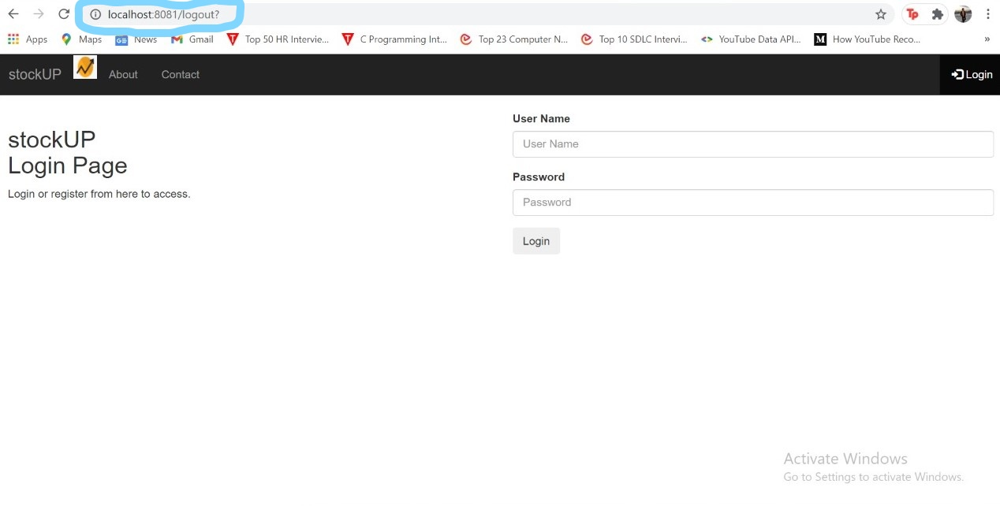 localhost:8081/logout?
Tp
Apps Maps GE News Gmail Top 50 HR Intervie... C Programming Int... Top 23 Computer N... Top 10 SDLC Intervi... YouTube Data API... M How YouTube Reco... »
stockUP About Contact Login
stockUP
Login Page
Login or register from here to access.
User Name
User Name
Password
Password
Login
Activate Windows
Go to Settings to activate Windows.